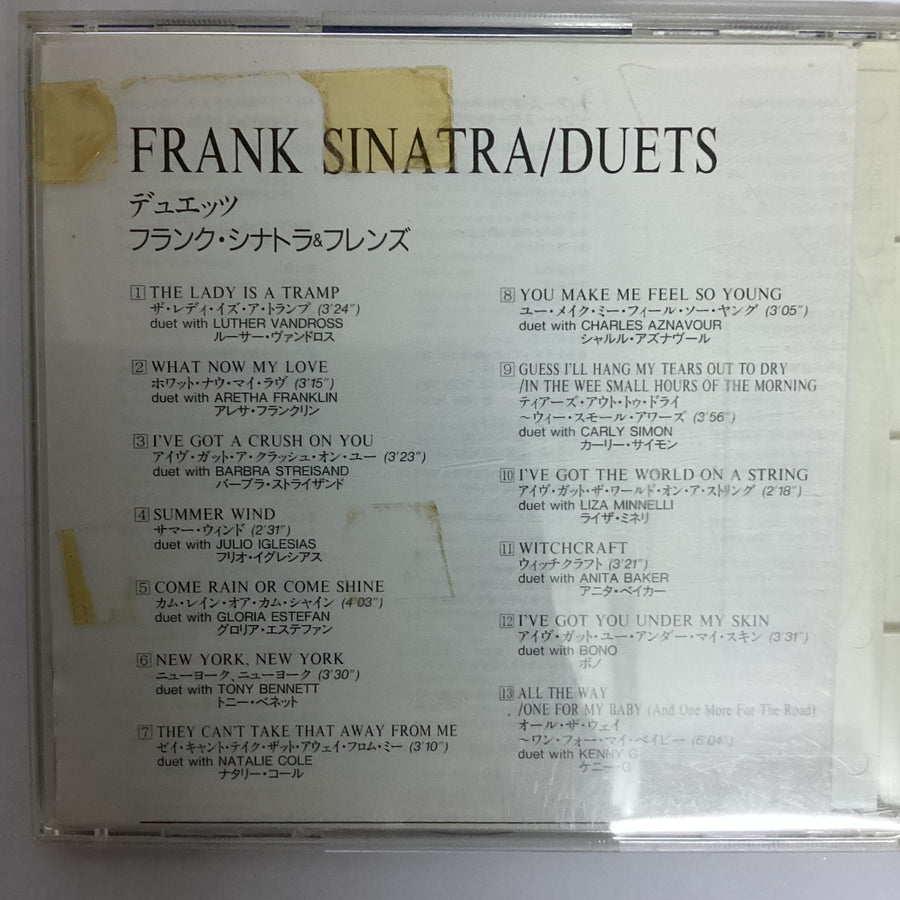 FRANK SINATRA/DUETS
デュエッツ
フランク・シナトラ&フレンズ
1 THE LADY IS A TRAMP
ザ・レディ・イズ・ア・トランプ (3'24")
duet with LUTHER VANDROSS
ルーサー・ヴァンドロス
2 WHAT NOW MY LOVE
ホワット・ナウ・マイ・ラヴ (3'15")
duet with ARETHA FRANKLIN
アレサ・フランクリン
3 I'VE GOT A CRUSH ON YOU
アイヴ・ガット・ア・クラッシュ・オン・ユー (3'23")
duet with BARBRA STREISAND
バーブラ・ストライザンド
4 SUMMER WIND
サマー・ウィンド (2'31")
duet with JULIO IGLESIAS
フリオ・イグレシアス
5 COME RAIN OR COME SHINE
カム・レイン・オア・カム・シャイン (4'03")
duet with GLORIA ESTEFAN
グロリア・エステファン
6 NEW YORK, NEW YORK
ニューヨーク、ニューヨーク (3'30")
duet with TONY BENNETT
トニー・ベネット
7 THEY CAN'T TAKE THAT AWAY FROM ME
ゼイ・キャント・テイク・ザット・アウェイ・フロム・ミー (3'10")
duet with NATALIE COLE
ナタリー・コール
8 YOU MAKE ME FEEL SO YOUNG
ユー・メイク・ミー・フィール・ソー・ヤング (3'05")
duet with CHARLES AZNAVOUR
シャルル・アズナヴール
9 GUESS I'LL HANG MY TEARS OUT TO DRY
/IN THE WEE SMALL HOURS OF THE MORNING
ティアーズ・アウト・トゥ・ドライ
〜ウィー・スモール・アワーズ (3'56")
duet with CARLY SIMON
カーリー・サイモン
10 I'VE GOT THE WORLD ON A STRING
アイヴ・ガット・ザ・ワールド・オン・ア・ストリング (2'18")
duet with LIZA MINNELLI
ライザ・ミネリ
11 WITCHCRAFT
ウィッチクラフト (3'21")
duet with ANITA BAKER
アニタ・ベイカー
12 I'VE GOT YOU UNDER MY SKIN
アイヴ・ガット・ユー・アンダー・マイ・スキン (3'31")
duet with BONO
ボノ
13 ALL THE WAY
/ONE FOR MY BABY (And One More For The Road)
オール・ザ・ウェイ
〜ワン・フォー・マイ・ベイビー (6'04")
duet with KENNY G
ケニー・G